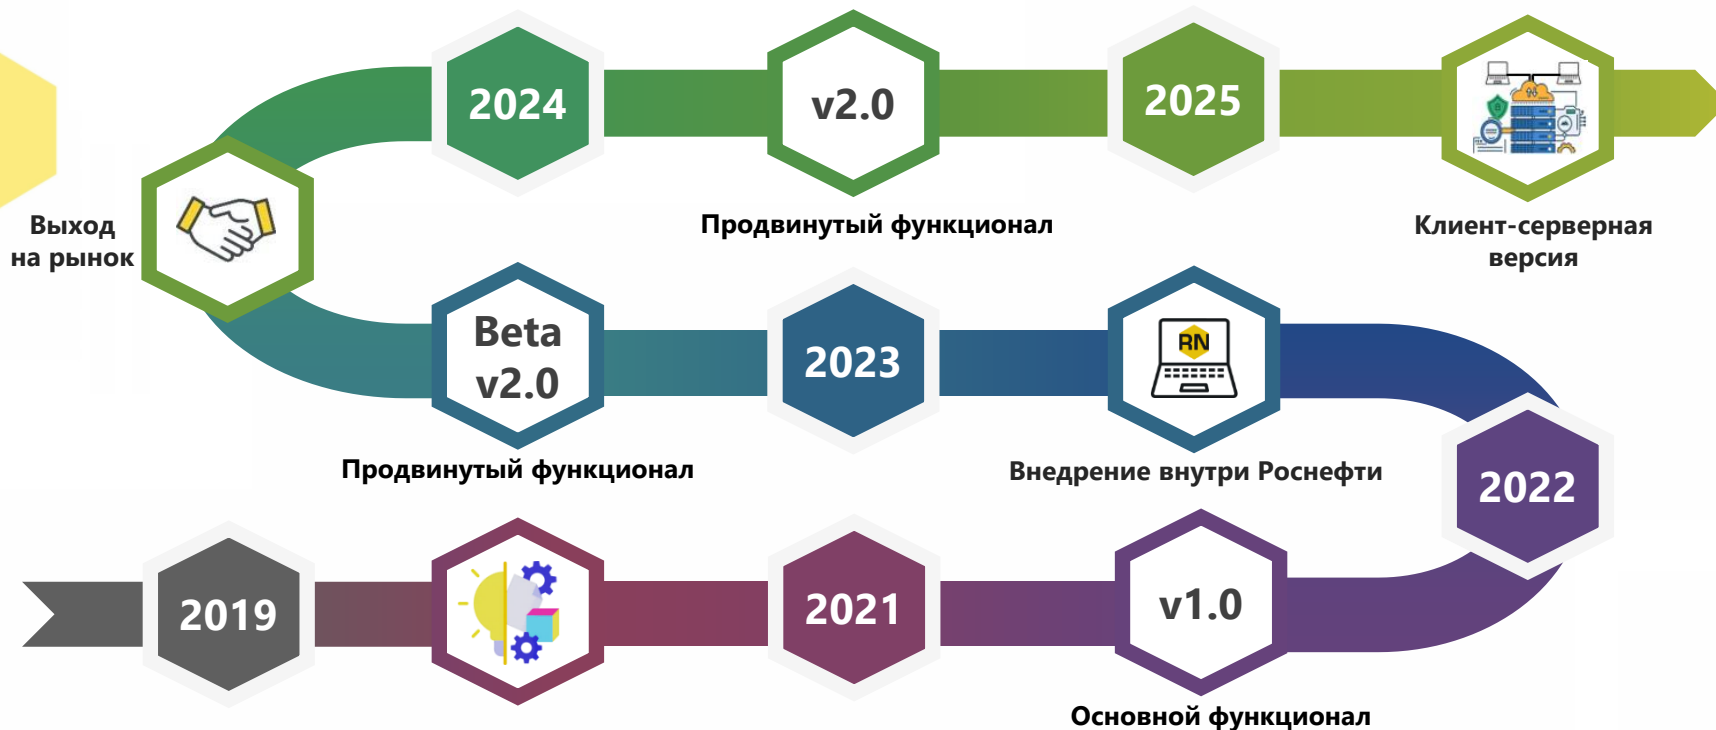 2024
v2.0
2025
Выход
на рынок
Продвинутый функционал
Клиент-серверная
версия
Beta
v2.0
2023
RN
Продвинутый функционал
Внедрение внутри Роснефти
2022
2019
2021
v1.0
Основной функционал